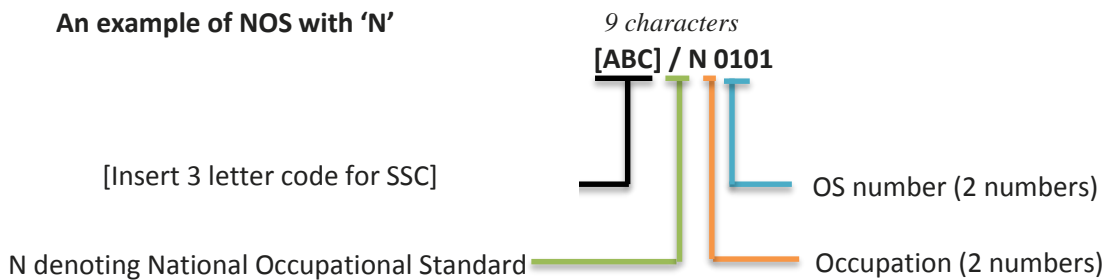 An example of NOS with ‘N’
9 characters
[ABC] / N 0101
[Insert 3 letter code for SSC]
OS number (2 numbers)
N denoting National Occupational Standard
Occupation (2 numbers)